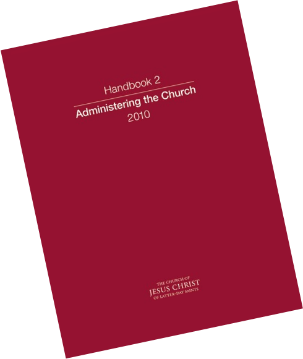 Handbook 2
Administering the Church
2010
THE CHURCH OF
JESUS CHRIST
OF LATTER-DAY SAINTS